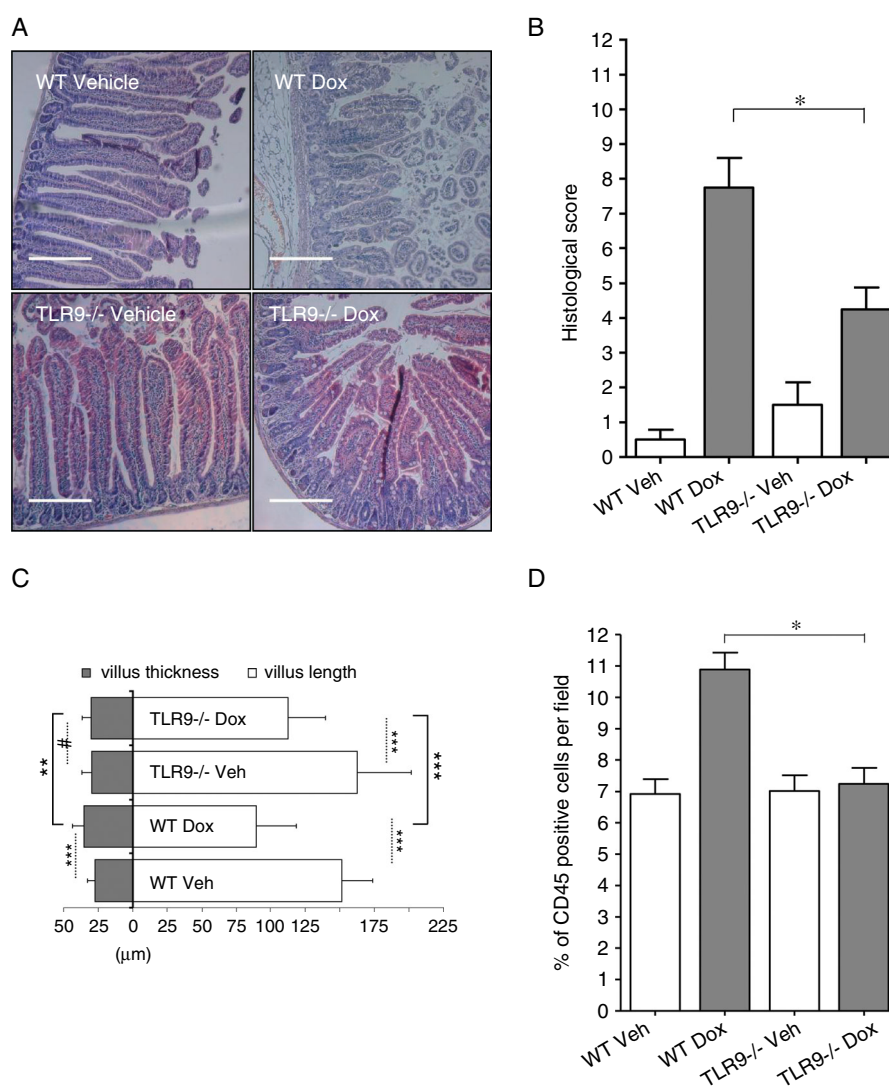 A
WT Vehicle
WT Dox
TLR9-/- Vehicle
TLR9-/- Dox
B
12
11
10
9
8
7
6
5
4
3
2
1
0
Histological score
*
WT Veh
WT Dox
TLR9-/- Veh
TLR9-/- Dox
C
villus thickness villus length
TLR9-/- Dox
TLR9-/- Veh
WT Dox
WT Veh
**
#
***
***
***
***
50 25 0 25 50 75 100 125 175 225
(μm)
D
12
11
10
9
8
7
6
5
4
3
2
1
0
% of CD45 positive cells per field
*
WT Veh
WT Dox
TLR9-/- Veh
TLR9-/- Dox